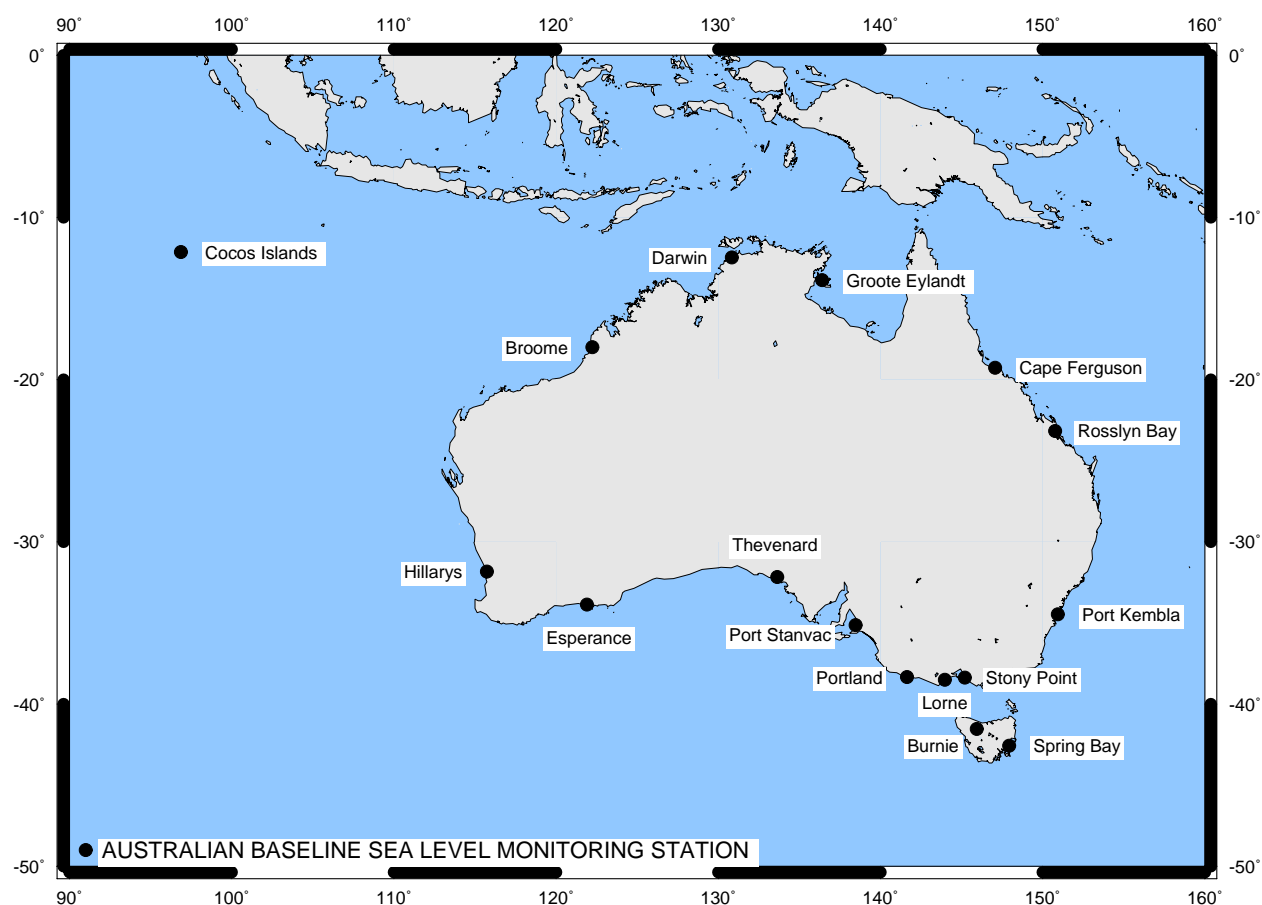 90˚ 100˚ 110˚ 120˚ 130˚ 140˚ 150˚ 160˚
0˚ 0˚
-10˚ -10˚
Cocos Islands
Darwin
Groote Eylandt
Broome
Cape Ferguson
-20˚ -20˚
Rosslyn Bay
-30˚ -30˚
Thevenard
Hillarys
Port Kembla
Port Stanvac
Esperance
Portland
Stony Point
-40˚ -40˚
Lorne
Burnie
Spring Bay
AUSTRALIAN BASELINE SEA LEVEL MONITORING STATION
-50˚ -50˚
90˚ 100˚ 110˚ 120˚ 130˚ 140˚ 150˚ 160˚